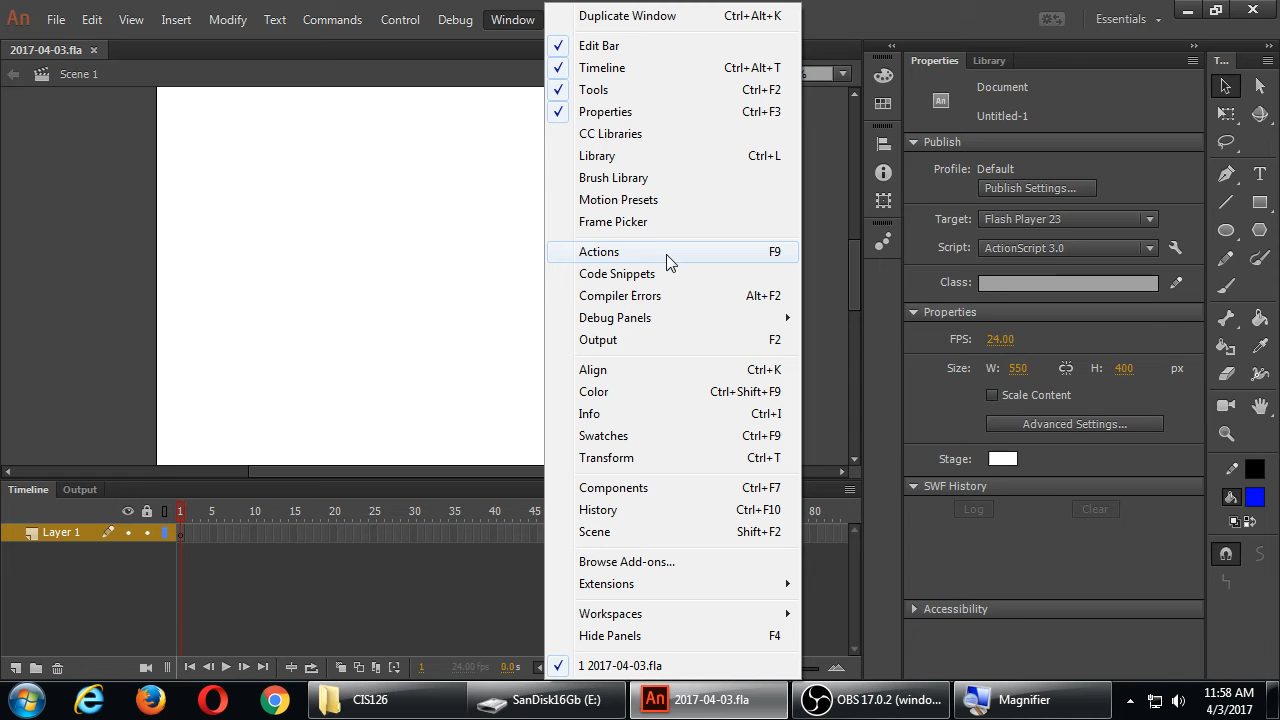 An File Edit View Insert Modify Text Commands Control Debug Window Essentials
2017-04-03.fla
Scene 1
%
Duplicate Window Ctrl+Alt+K
Edit Bar
Timeline Ctrl+Alt+T
Tools Ctrl+F2
Properties Ctrl+F3
CC Libraries
Library Ctrl+L
Brush Library
Motion Presets
Frame Picker
Actions F9
Code Snippets
Compiler Errors Alt+F2
Debug Panels
Output F2
Align Ctrl+K
Color Ctrl+Shift+F9
Info Ctrl+I
Swatches Ctrl+F9
Transform Ctrl+T
Components Ctrl+F7
History Ctrl+F10
Scene Shift+F2
Browse Add-ons...
Extensions
Workspaces
Hide Panels F4
1 2017-04-03.fla
Properties Library
T...
An
Document
Untitled-1
Publish
Profile: Default
Publish Settings...
Target: Flash Player 23
Script: ActionScript 3.0
Class:
Properties
FPS: 24.00
Size: W: 550 H: 400 px
Scale Content
Advanced Settings...
Stage:
SWF History
Log Clear
Accessibility
Timeline Output
1 5 10 15 20 25 30 35 40 45 80
Layer 1
1 24.00 fps 0.0 s
CIS126
SanDisk16Gb (E:)
An 2017-04-03.fla
OBS 17.0.2 (windo...
Magnifier
11:58 AM
4/3/2017